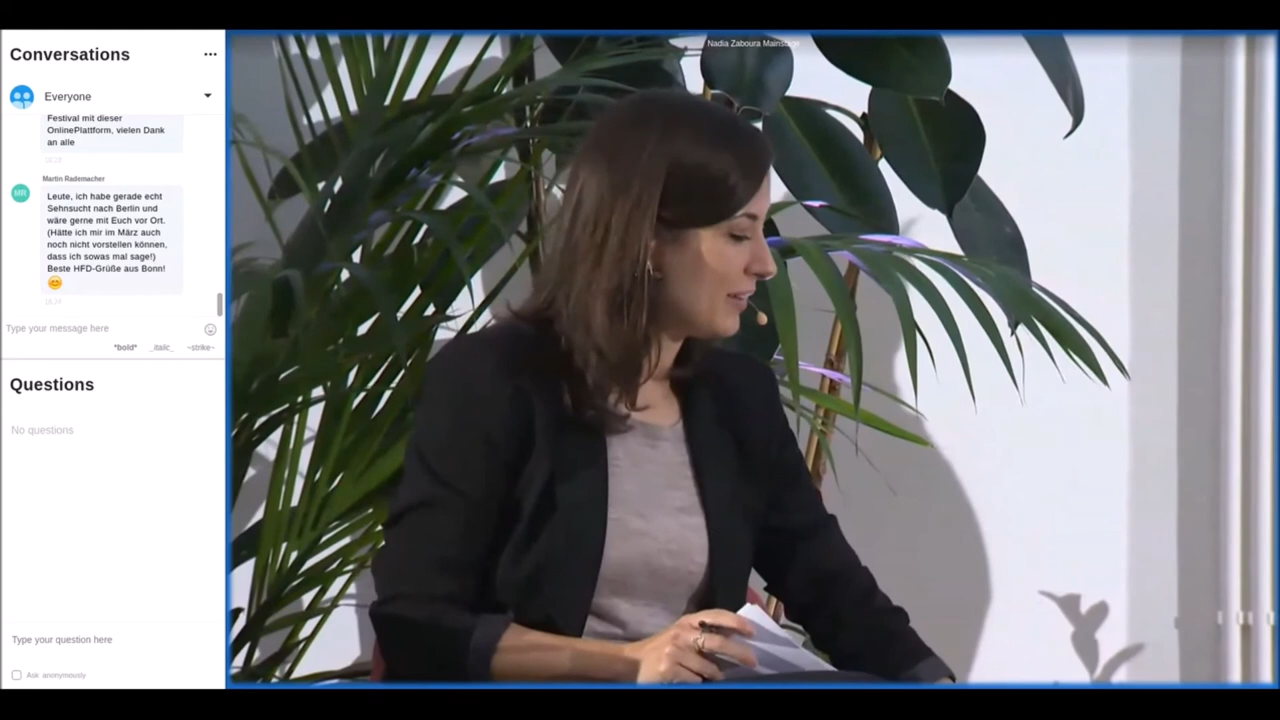 Nadia Zaboura Mainstage
Conversations
Everyone
Festival mit dieser
OnlinePlattform, vielen Dank
an alle
Martin Rademacher
MR
Leute, ich habe gerade echt
Sehnsucht nach Berlin und
wäre gerne mit Euch vor Ort.
(Hätte ich mir im März auch
noch nicht vorstellen können,
dass ich sowas mal sage!)
Beste HFD-Grüße aus Bonn!
😊
Type your message here
*bold* _italic_ ~strike~
Questions
No questions
Type your question here
Ask anonymously